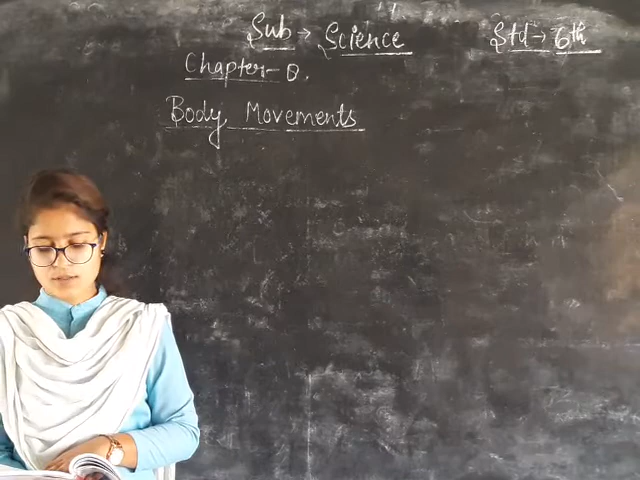 Sub → Science Std → 6th
Chapter - 8.
Body Movements